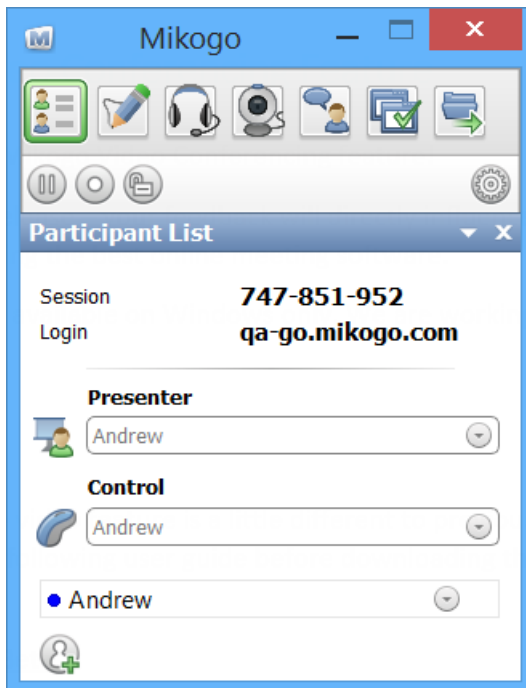 Mikogo
Participant List
Session 747-851-952
Login qa-go.mikogo.com
Presenter
Andrew
Control
Andrew
Andrew